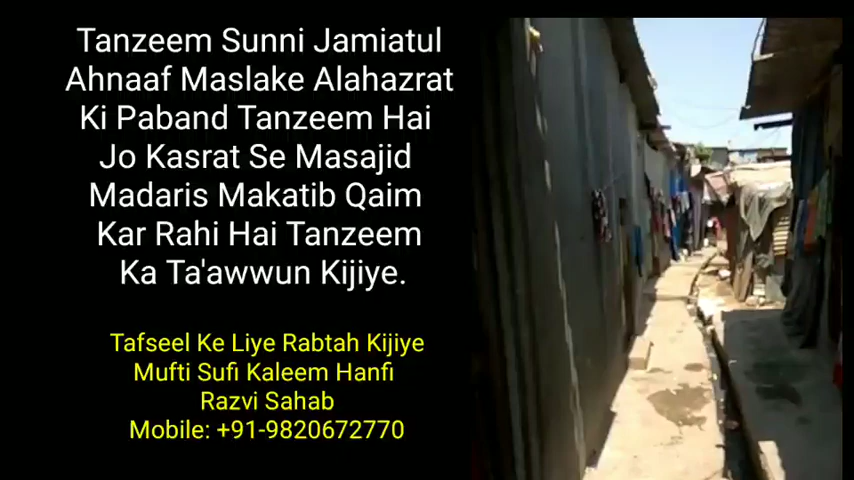 Tanzeem Sunni Jamiatul
Ahnaaf Maslake Alahazrat
Ki Paband Tanzeem Hai
Jo Kasrat Se Masajid
Madaris Makatib Qaim
Kar Rahi Hai Tanzeem
Ka Ta'awwun Kijiye.
Tafseel Ke Liye Rabtah Kijiye
Mufti Sufi Kaleem Hanfi
Razvi Sahab
Mobile: +91-9820672770